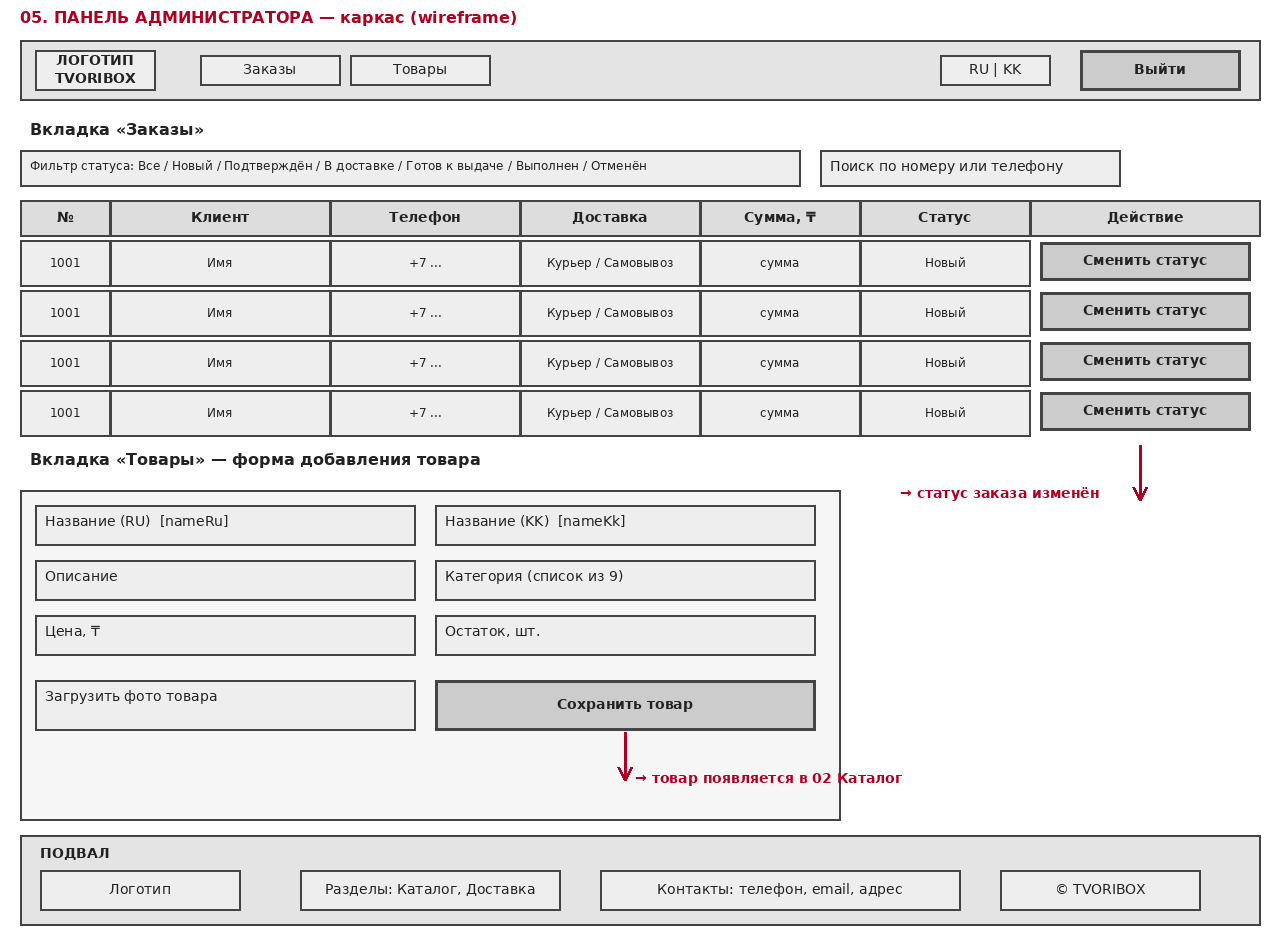 05. ПАНЕЛЬ АДМИНИСТРАТОРА — каркас (wireframe)
ЛОГОТИП
TVORIBOX
Заказы
Товары
RU | KK
Выйти
Вкладка «Заказы»
Фильтр статуса: Все / Новый / Подтверждён / В доставке / Готов к выдаче / Выполнен / Отменён
Поиск по номеру или телефону
№ Клиент Телефон Доставка Сумма, ₸ Статус Действие
1001 Имя +7 ... Курьер / Самовывоз сумма Новый Сменить статус
1001 Имя +7 ... Курьер / Самовывоз сумма Новый Сменить статус
1001 Имя +7 ... Курьер / Самовывоз сумма Новый Сменить статус
1001 Имя +7 ... Курьер / Самовывоз сумма Новый Сменить статус
Вкладка «Товары» — форма добавления товара
→ статус заказа изменён
Название (RU)  [nameRu]
Название (KK)  [nameKk]
Описание
Категория (список из 9)
Цена, ₸
Остаток, шт.
Загрузить фото товара
Сохранить товар
→ товар появляется в 02 Каталог
ПОДВАЛ
Логотип
Разделы: Каталог, Доставка
Контакты: телефон, email, адрес
© TVORIBOX